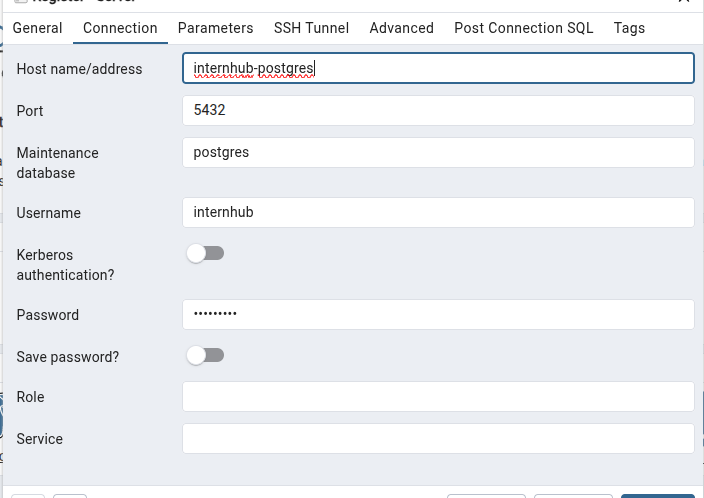 General Connection Parameters SSH Tunnel Advanced Post Connection SQL Tags
Host name/address internhub-postgres
Port 5432
Maintenance database postgres
Username internhub
Kerberos authentication?
Password •••••••••
Save password?
Role
Service